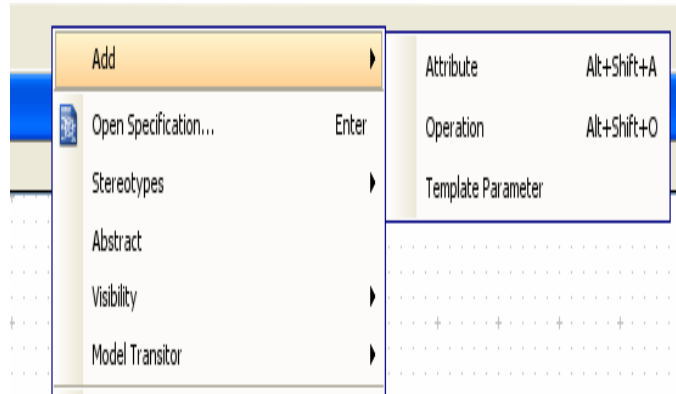 Add
Open Specification... Enter
Stereotypes
Abstract
Visibility
Model Transitor
Attribute Alt+Shift+A
Operation Alt+Shift+O
Template Parameter